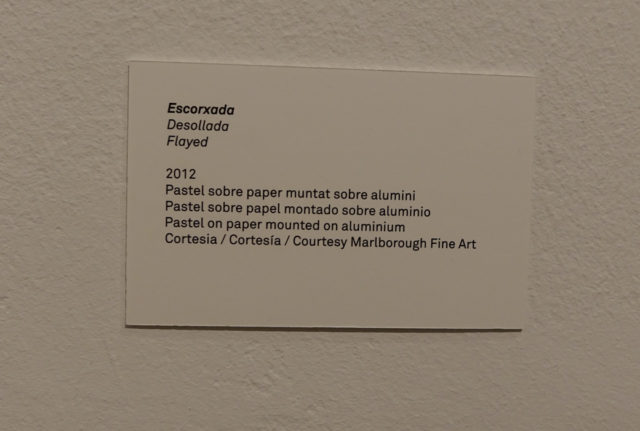 Escorxada
Desollada
Flayed
2012
Pastel sobre paper muntat sobre alumini
Pastel sobre papel montado sobre aluminio
Pastel on paper mounted on aluminium
Cortesia / Cortesía / Courtesy Marlborough Fine Art